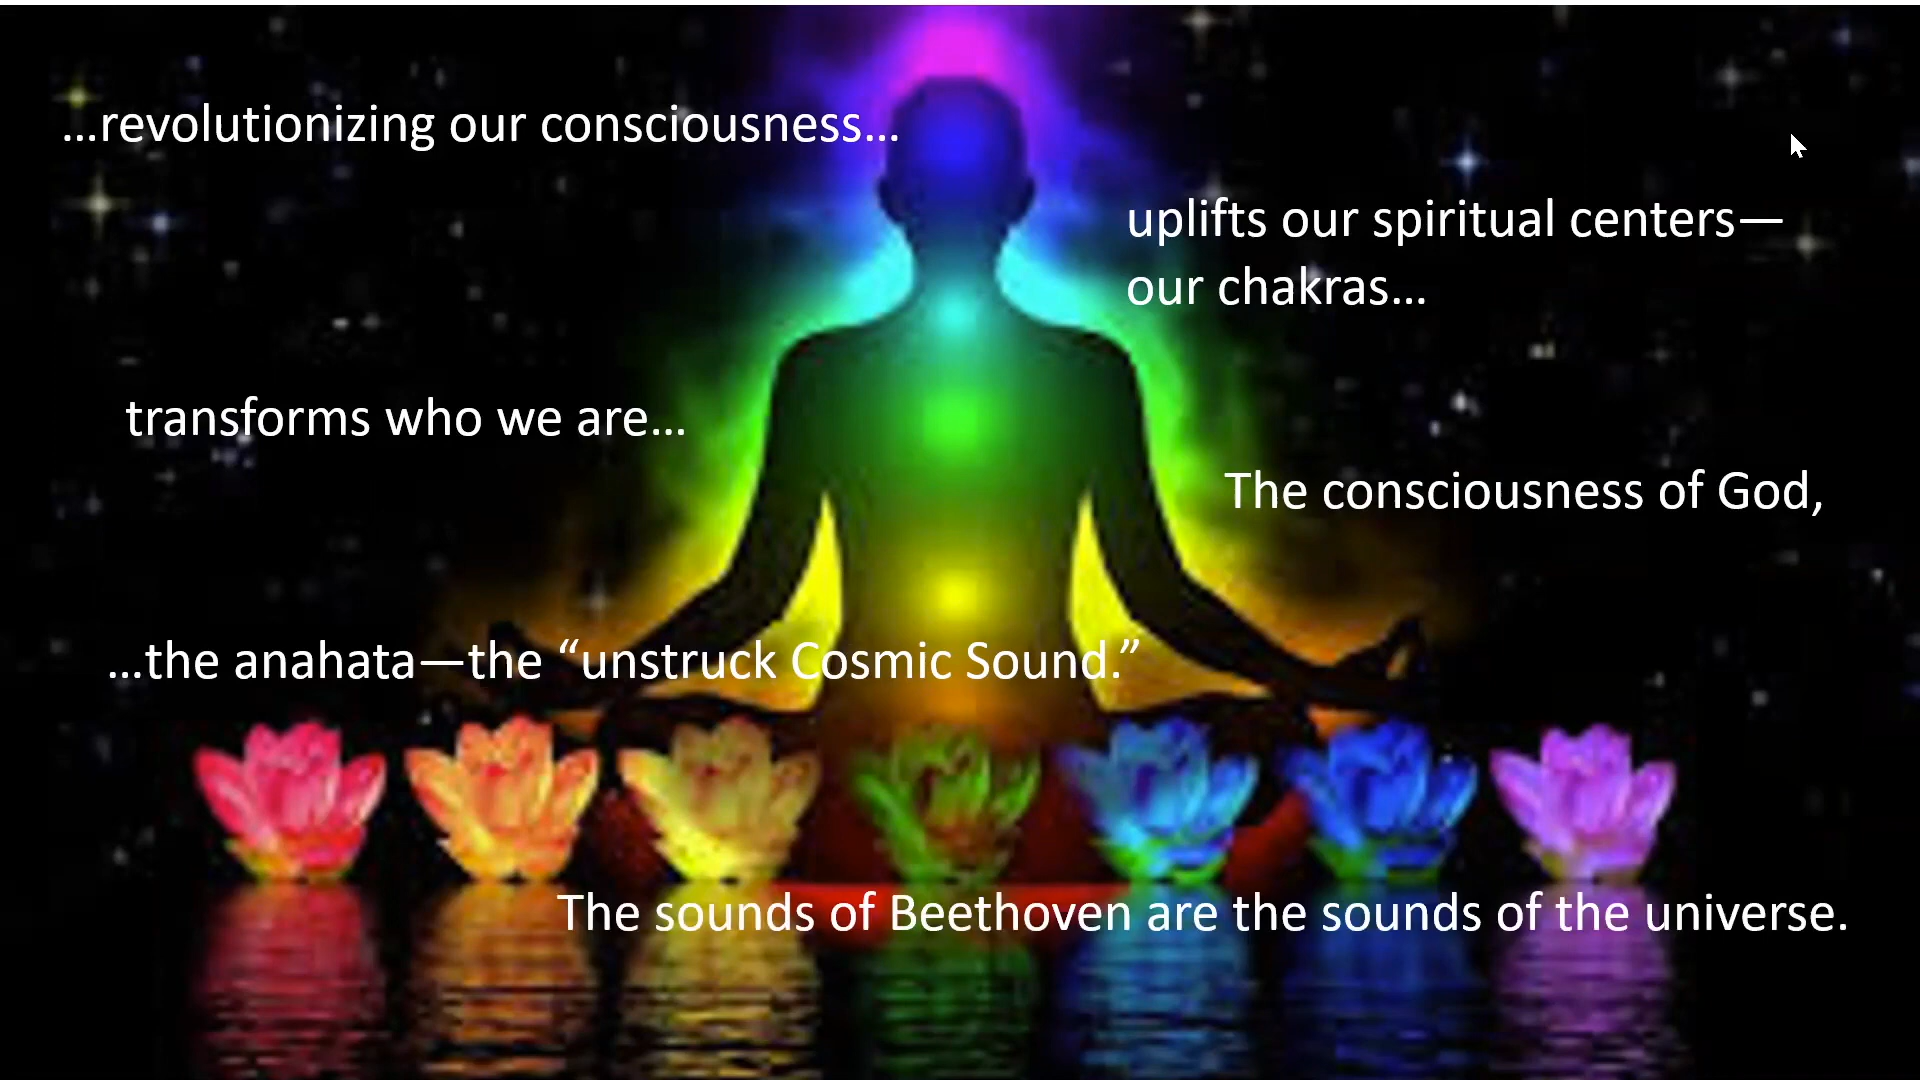 …revolutionizing our consciousness…
uplifts our spiritual centers—
our chakras…
transforms who we are…
The consciousness of God,
…the anahata—the “unstruck Cosmic Sound.”
The sounds of Beethoven are the sounds of the universe.